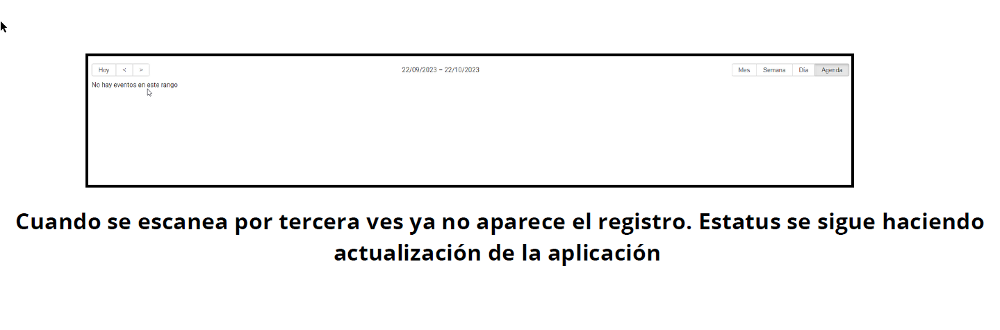 Hoy < > 22/09/2023 – 22/10/2023 Mes Semana Día Agenda
No hay eventos en este rango
Cuando se escanea por tercera ves ya no aparece el registro. Estatus se sigue haciendo
actualización de la aplicación